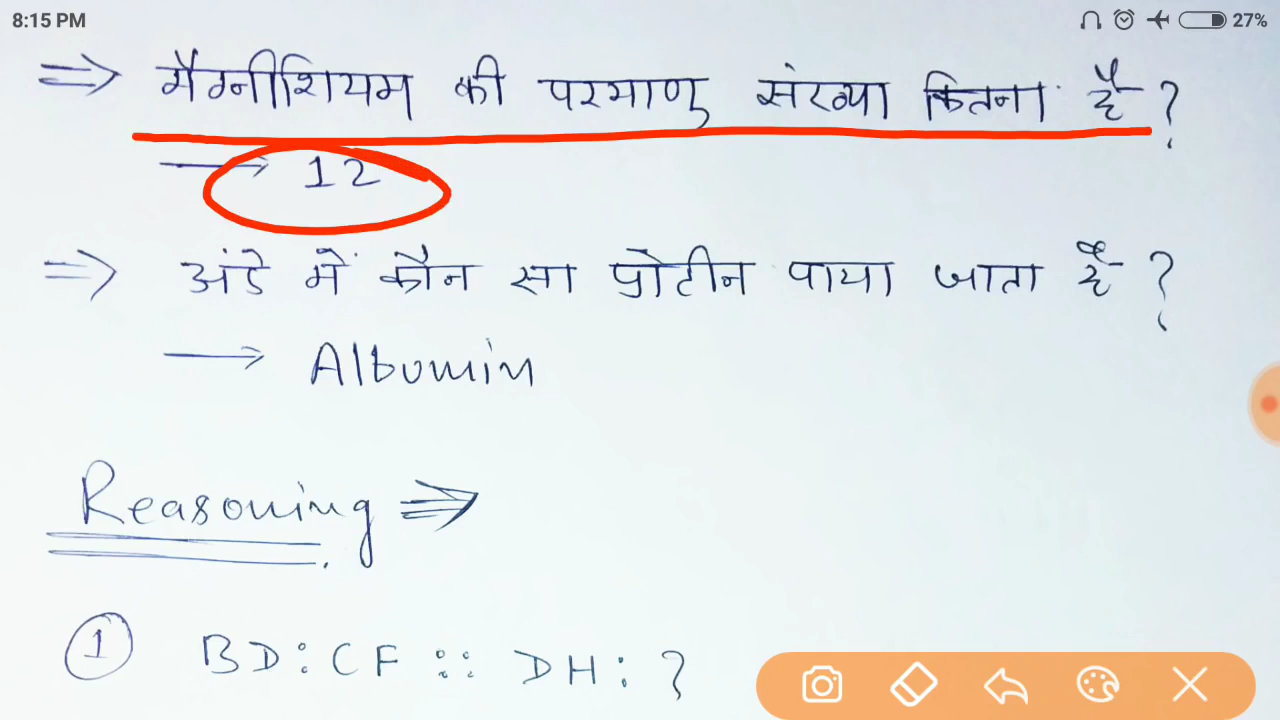 8:15 PM 27%
⇒ मैग्नीशियम की परमाणु संख्या कितना है ?
→ 12
⇒ अंडे में कौन सा प्रोटीन पाया जाता है ?
→ Albumin
Reasoning ⇒
1 BD : CF :: DH : ?